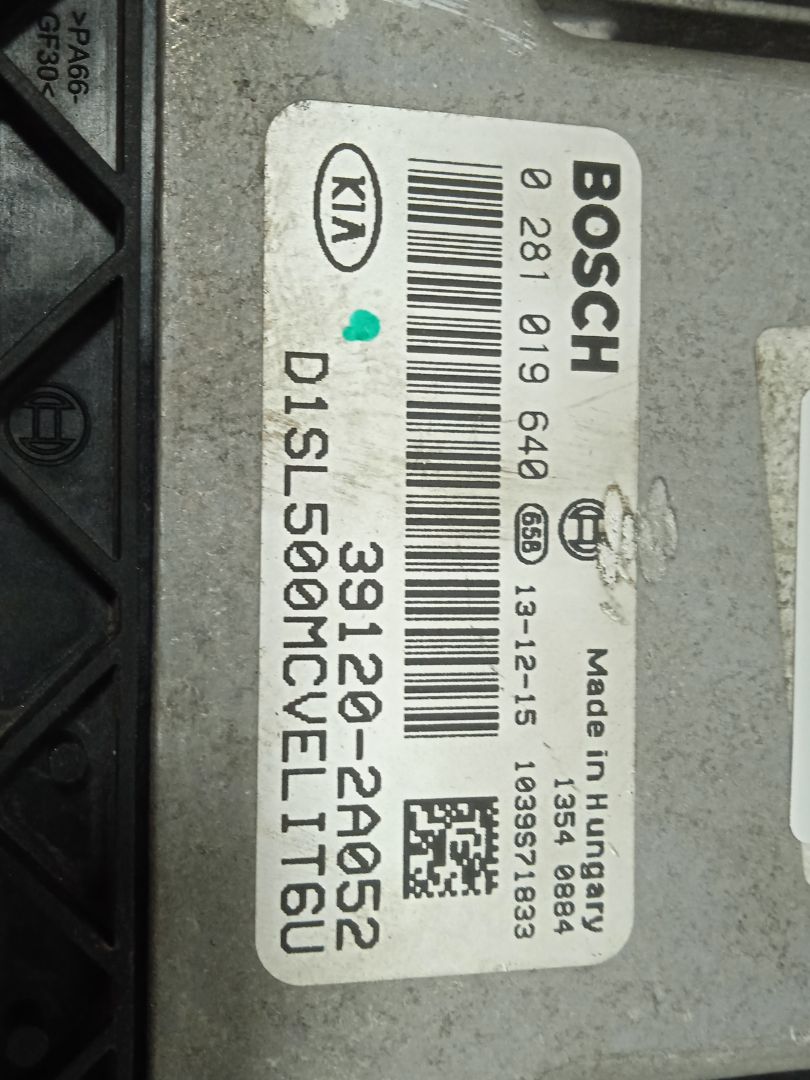 BOSCH
Made in Hungary
1354 0884
0 281 019 640 65B 13-12-15 1039S71833
KIA
39120-2A052
D1SL500MCVELIT6U
>PA66-
GF30<